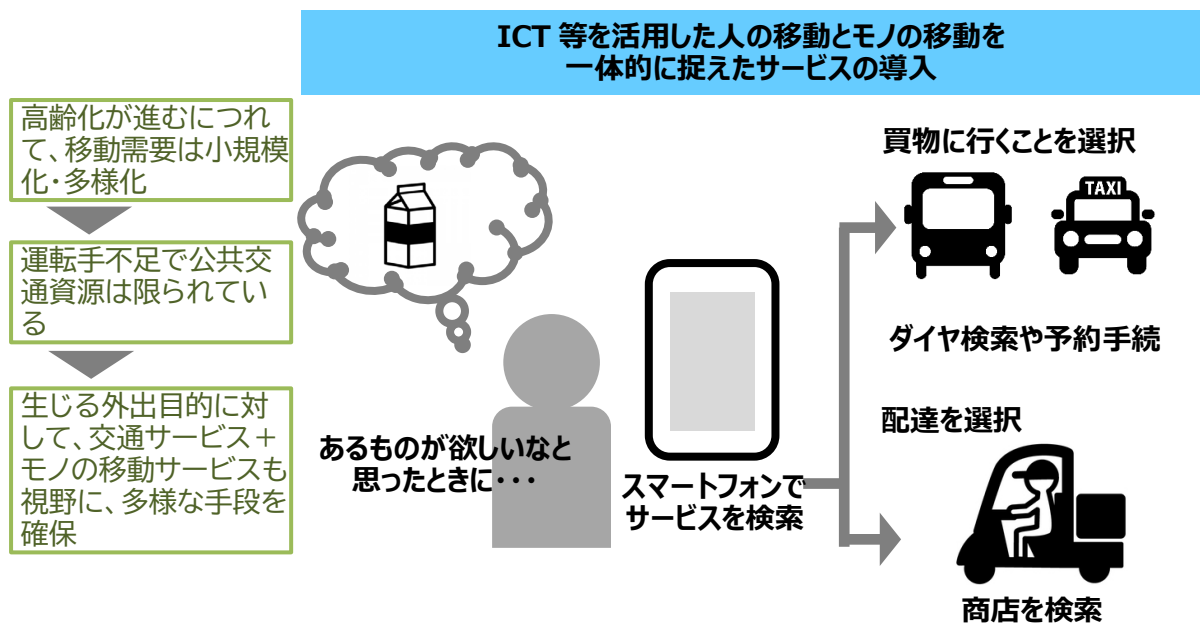 ICT 等を活用した人の移動とモノの移動を
一体的に捉えたサービスの導入
高齢化が進むにつれ
て、移動需要は小規模
化・多様化
運転手不足で公共交
通資源は限られてい
る
生じる外出目的に対
して、交通サービス＋
モノの移動サービスも
視野に、多様な手段を
確保
あるものが欲しいなと
思ったときに・・・
スマートフォンで
サービスを検索
買物に行くことを選択
TAXI
ダイヤ検索や予約手続
配達を選択
商店を検索